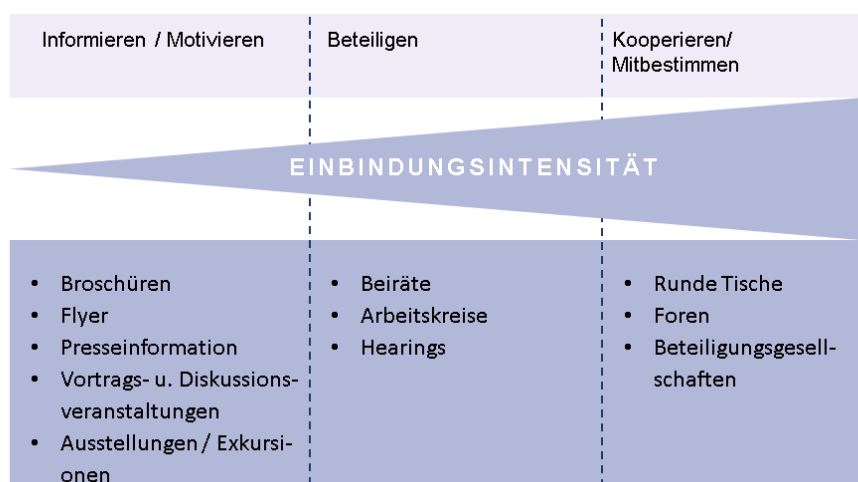 Informieren / Motivieren
Beteiligen
Kooperieren/
Mitbestimmen
EINBINDUNGSINTENSITÄT
• Broschüren
• Flyer
• Presseinformation
• Vortrags- u. Diskussions-
veranstaltungen
• Ausstellungen / Exkursi-
onen
• Beiräte
• Arbeitskreise
• Hearings
• Runde Tische
• Foren
• Beteiligungsgesell-
schaften